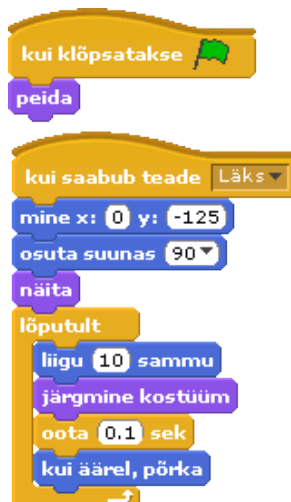 kui klõpsatakse
peida
kui saabub teade Läks
mine x: 0 y: -125
osuta suunas 90
näita
lõputult
liigu 10 sammu
järgmine kostüüm
oota 0.1 sek
kui äärel, põrka